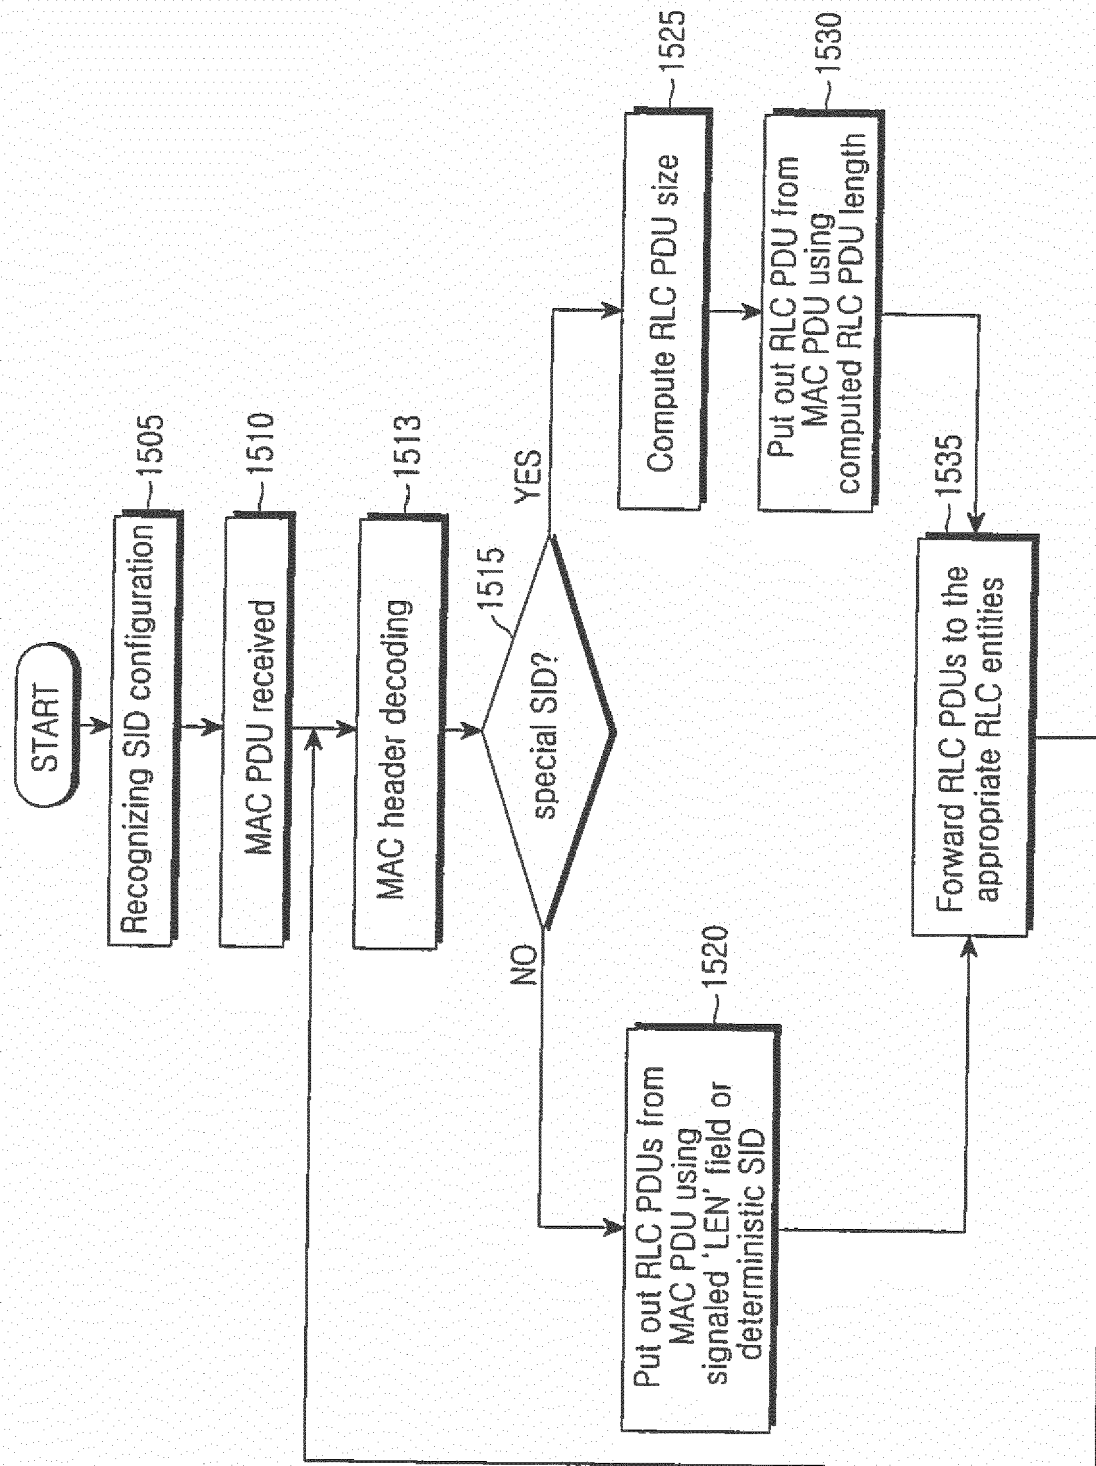 START
Recognizing SID configuration
1505
MAC PDU received
1510
MAC header decoding
1513
special SID?
1515
NO
YES
Put out RLC PDUs from
MAC PDU using
signaled ‘LEN’ field or
deterministic SID
1520
Compute RLC PDU size
1525
Put out RLC PDU from
MAC PDU using
computed RLC PDU length
1530
Forward RLC PDUs to the
appropriate RLC entities
1535